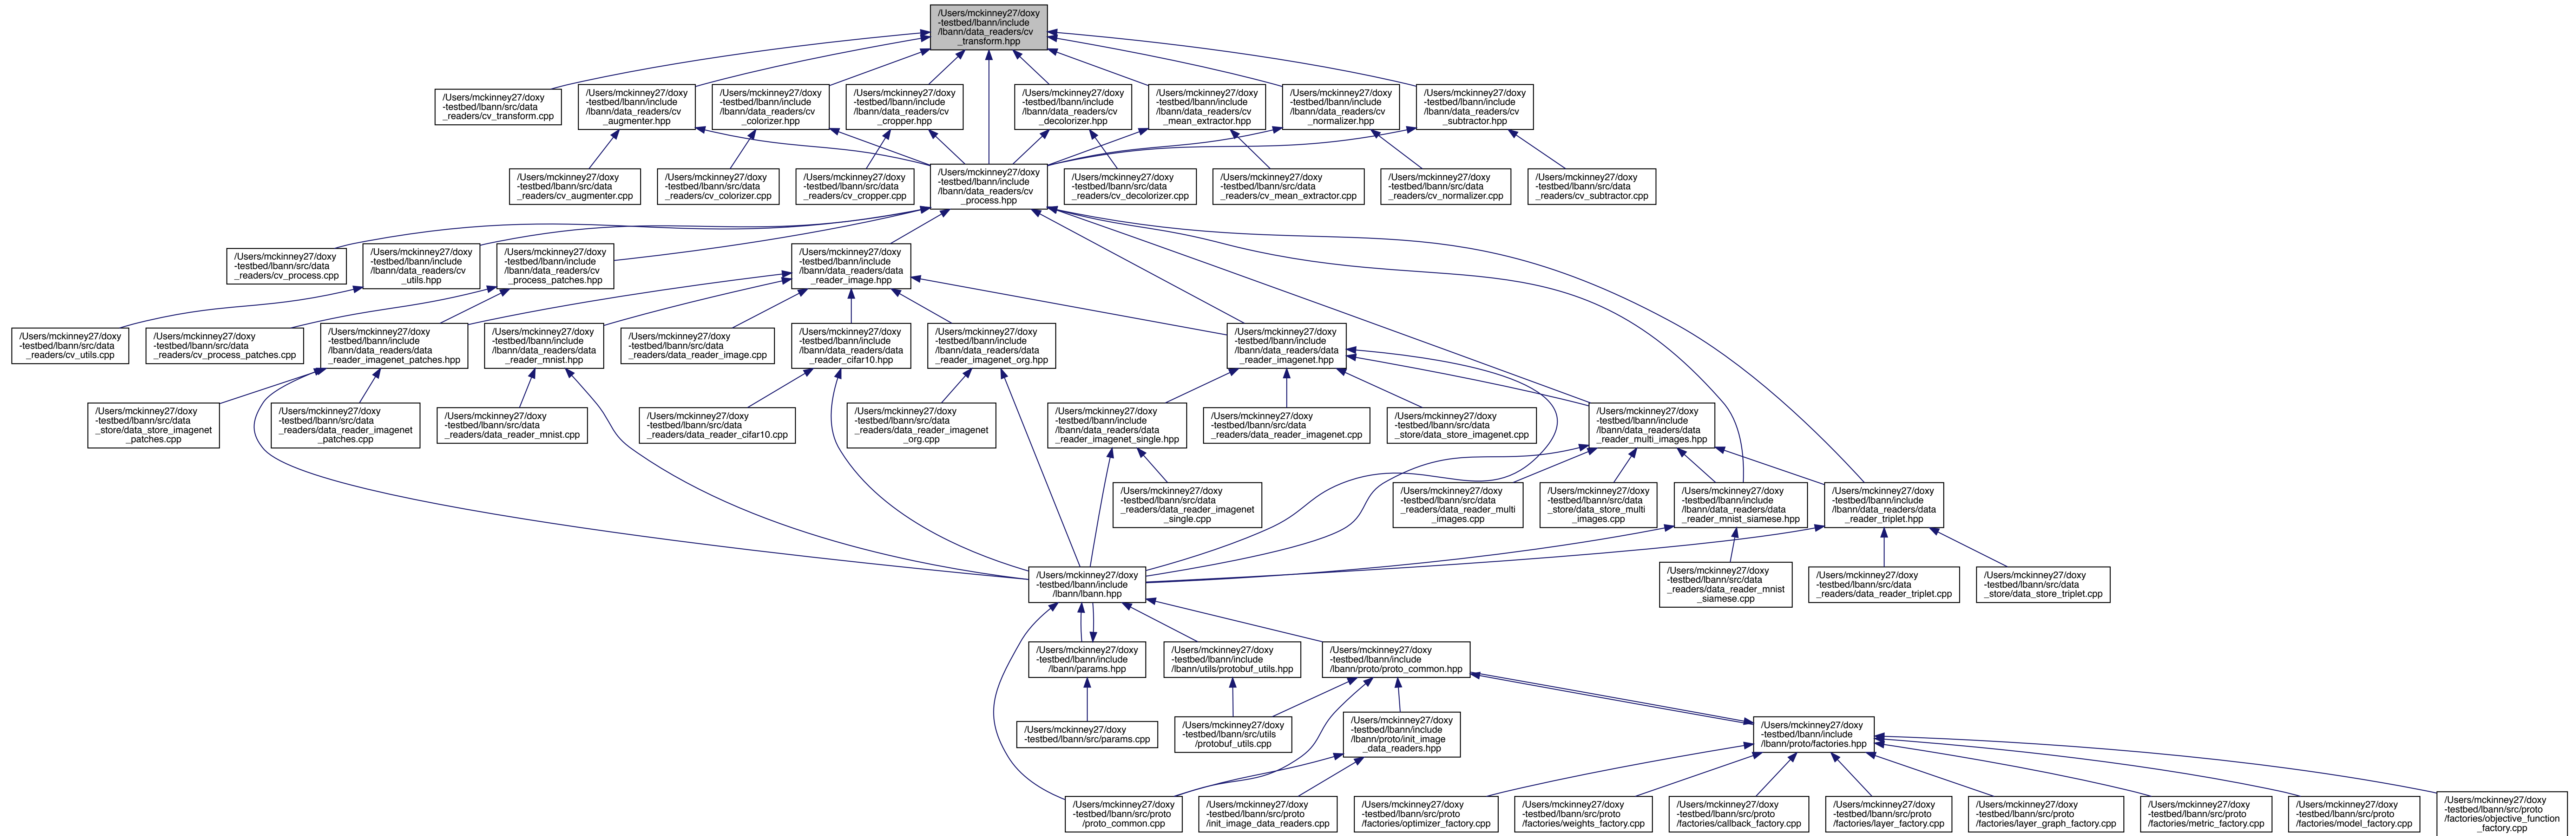 /Users/mckinney27/doxy
-testbed/lbann/include
/lbann/data_readers/cv
_transform.hpp
/Users/mckinney27/doxy
-testbed/lbann/src/data
_readers/cv_transform.cpp
/Users/mckinney27/doxy
-testbed/lbann/include
/lbann/data_readers/cv
_augmenter.hpp
/Users/mckinney27/doxy
-testbed/lbann/include
/lbann/data_readers/cv
_colorizer.hpp
/Users/mckinney27/doxy
-testbed/lbann/include
/lbann/data_readers/cv
_cropper.hpp
/Users/mckinney27/doxy
-testbed/lbann/include
/lbann/data_readers/cv
_decolorizer.hpp
/Users/mckinney27/doxy
-testbed/lbann/include
/lbann/data_readers/cv
_mean_extractor.hpp
/Users/mckinney27/doxy
-testbed/lbann/include
/lbann/data_readers/cv
_normalizer.hpp
/Users/mckinney27/doxy
-testbed/lbann/include
/lbann/data_readers/cv
_subtractor.hpp
/Users/mckinney27/doxy
-testbed/lbann/src/data
_readers/cv_augmenter.cpp
/Users/mckinney27/doxy
-testbed/lbann/src/data
_readers/cv_colorizer.cpp
/Users/mckinney27/doxy
-testbed/lbann/src/data
_readers/cv_cropper.cpp
/Users/mckinney27/doxy
-testbed/lbann/include
/lbann/data_readers/cv
_process.hpp
/Users/mckinney27/doxy
-testbed/lbann/src/data
_readers/cv_decolorizer.cpp
/Users/mckinney27/doxy
-testbed/lbann/src/data
_readers/cv_mean_extractor.cpp
/Users/mckinney27/doxy
-testbed/lbann/src/data
_readers/cv_normalizer.cpp
/Users/mckinney27/doxy
-testbed/lbann/src/data
_readers/cv_subtractor.cpp
/Users/mckinney27/doxy
-testbed/lbann/src/data
_readers/cv_process.cpp
/Users/mckinney27/doxy
-testbed/lbann/include
/lbann/data_readers/cv
_utils.hpp
/Users/mckinney27/doxy
-testbed/lbann/include
/lbann/data_readers/cv
_process_patches.hpp
/Users/mckinney27/doxy
-testbed/lbann/include
/lbann/data_readers/data
_reader_image.hpp
/Users/mckinney27/doxy
-testbed/lbann/src/data
_readers/cv_utils.cpp
/Users/mckinney27/doxy
-testbed/lbann/src/data
_readers/cv_process_patches.cpp
/Users/mckinney27/doxy
-testbed/lbann/include
/lbann/data_readers/data
_reader_imagenet_patches.hpp
/Users/mckinney27/doxy
-testbed/lbann/include
/lbann/data_readers/data
_reader_mnist.hpp
/Users/mckinney27/doxy
-testbed/lbann/src/data
_readers/data_reader_image.cpp
/Users/mckinney27/doxy
-testbed/lbann/include
/lbann/data_readers/data
_reader_cifar10.hpp
/Users/mckinney27/doxy
-testbed/lbann/include
/lbann/data_readers/data
_reader_imagenet_org.hpp
/Users/mckinney27/doxy
-testbed/lbann/include
/lbann/data_readers/data
_reader_imagenet.hpp
/Users/mckinney27/doxy
-testbed/lbann/src/data
_store/data_store_imagenet
_patches.cpp
/Users/mckinney27/doxy
-testbed/lbann/src/data
_readers/data_reader_imagenet
_patches.cpp
/Users/mckinney27/doxy
-testbed/lbann/src/data
_readers/data_reader_mnist.cpp
/Users/mckinney27/doxy
-testbed/lbann/src/data
_readers/data_reader_cifar10.cpp
/Users/mckinney27/doxy
-testbed/lbann/src/data
_readers/data_reader_imagenet
_org.cpp
/Users/mckinney27/doxy
-testbed/lbann/include
/lbann/data_readers/data
_reader_imagenet_single.hpp
/Users/mckinney27/doxy
-testbed/lbann/src/data
_readers/data_reader_imagenet.cpp
/Users/mckinney27/doxy
-testbed/lbann/src/data
_store/data_store_imagenet.cpp
/Users/mckinney27/doxy
-testbed/lbann/include
/lbann/data_readers/data
_reader_multi_images.hpp
/Users/mckinney27/doxy
-testbed/lbann/src/data
_readers/data_reader_imagenet
_single.cpp
/Users/mckinney27/doxy
-testbed/lbann/src/data
_readers/data_reader_multi
_images.cpp
/Users/mckinney27/doxy
-testbed/lbann/src/data
_store/data_store_multi
_images.cpp
/Users/mckinney27/doxy
-testbed/lbann/include
/lbann/data_readers/data
_reader_mnist_siamese.hpp
/Users/mckinney27/doxy
-testbed/lbann/include
/lbann/data_readers/data
_reader_triplet.hpp
/Users/mckinney27/doxy
-testbed/lbann/include
/lbann/lbann.hpp
/Users/mckinney27/doxy
-testbed/lbann/src/data
_readers/data_reader_mnist
_siamese.cpp
/Users/mckinney27/doxy
-testbed/lbann/src/data
_readers/data_reader_triplet.cpp
/Users/mckinney27/doxy
-testbed/lbann/src/data
_store/data_store_triplet.cpp
/Users/mckinney27/doxy
-testbed/lbann/include
/lbann/params.hpp
/Users/mckinney27/doxy
-testbed/lbann/include
/lbann/utils/protobuf_utils.hpp
/Users/mckinney27/doxy
-testbed/lbann/include
/lbann/proto/proto_common.hpp
/Users/mckinney27/doxy
-testbed/lbann/src/params.cpp
/Users/mckinney27/doxy
-testbed/lbann/src/utils
/protobuf_utils.cpp
/Users/mckinney27/doxy
-testbed/lbann/include
/lbann/proto/init_image
_data_readers.hpp
/Users/mckinney27/doxy
-testbed/lbann/include
/lbann/proto/factories.hpp
/Users/mckinney27/doxy
-testbed/lbann/src/proto
/proto_common.cpp
/Users/mckinney27/doxy
-testbed/lbann/src/proto
/init_image_data_readers.cpp
/Users/mckinney27/doxy
-testbed/lbann/src/proto
/factories/optimizer_factory.cpp
/Users/mckinney27/doxy
-testbed/lbann/src/proto
/factories/weights_factory.cpp
/Users/mckinney27/doxy
-testbed/lbann/src/proto
/factories/callback_factory.cpp
/Users/mckinney27/doxy
-testbed/lbann/src/proto
/factories/layer_factory.cpp
/Users/mckinney27/doxy
-testbed/lbann/src/proto
/factories/layer_graph_factory.cpp
/Users/mckinney27/doxy
-testbed/lbann/src/proto
/factories/metric_factory.cpp
/Users/mckinney27/doxy
-testbed/lbann/src/proto
/factories/model_factory.cpp
/Users/mckinney27/doxy
-testbed/lbann/src/proto
/factories/objective_function
_factory.cpp